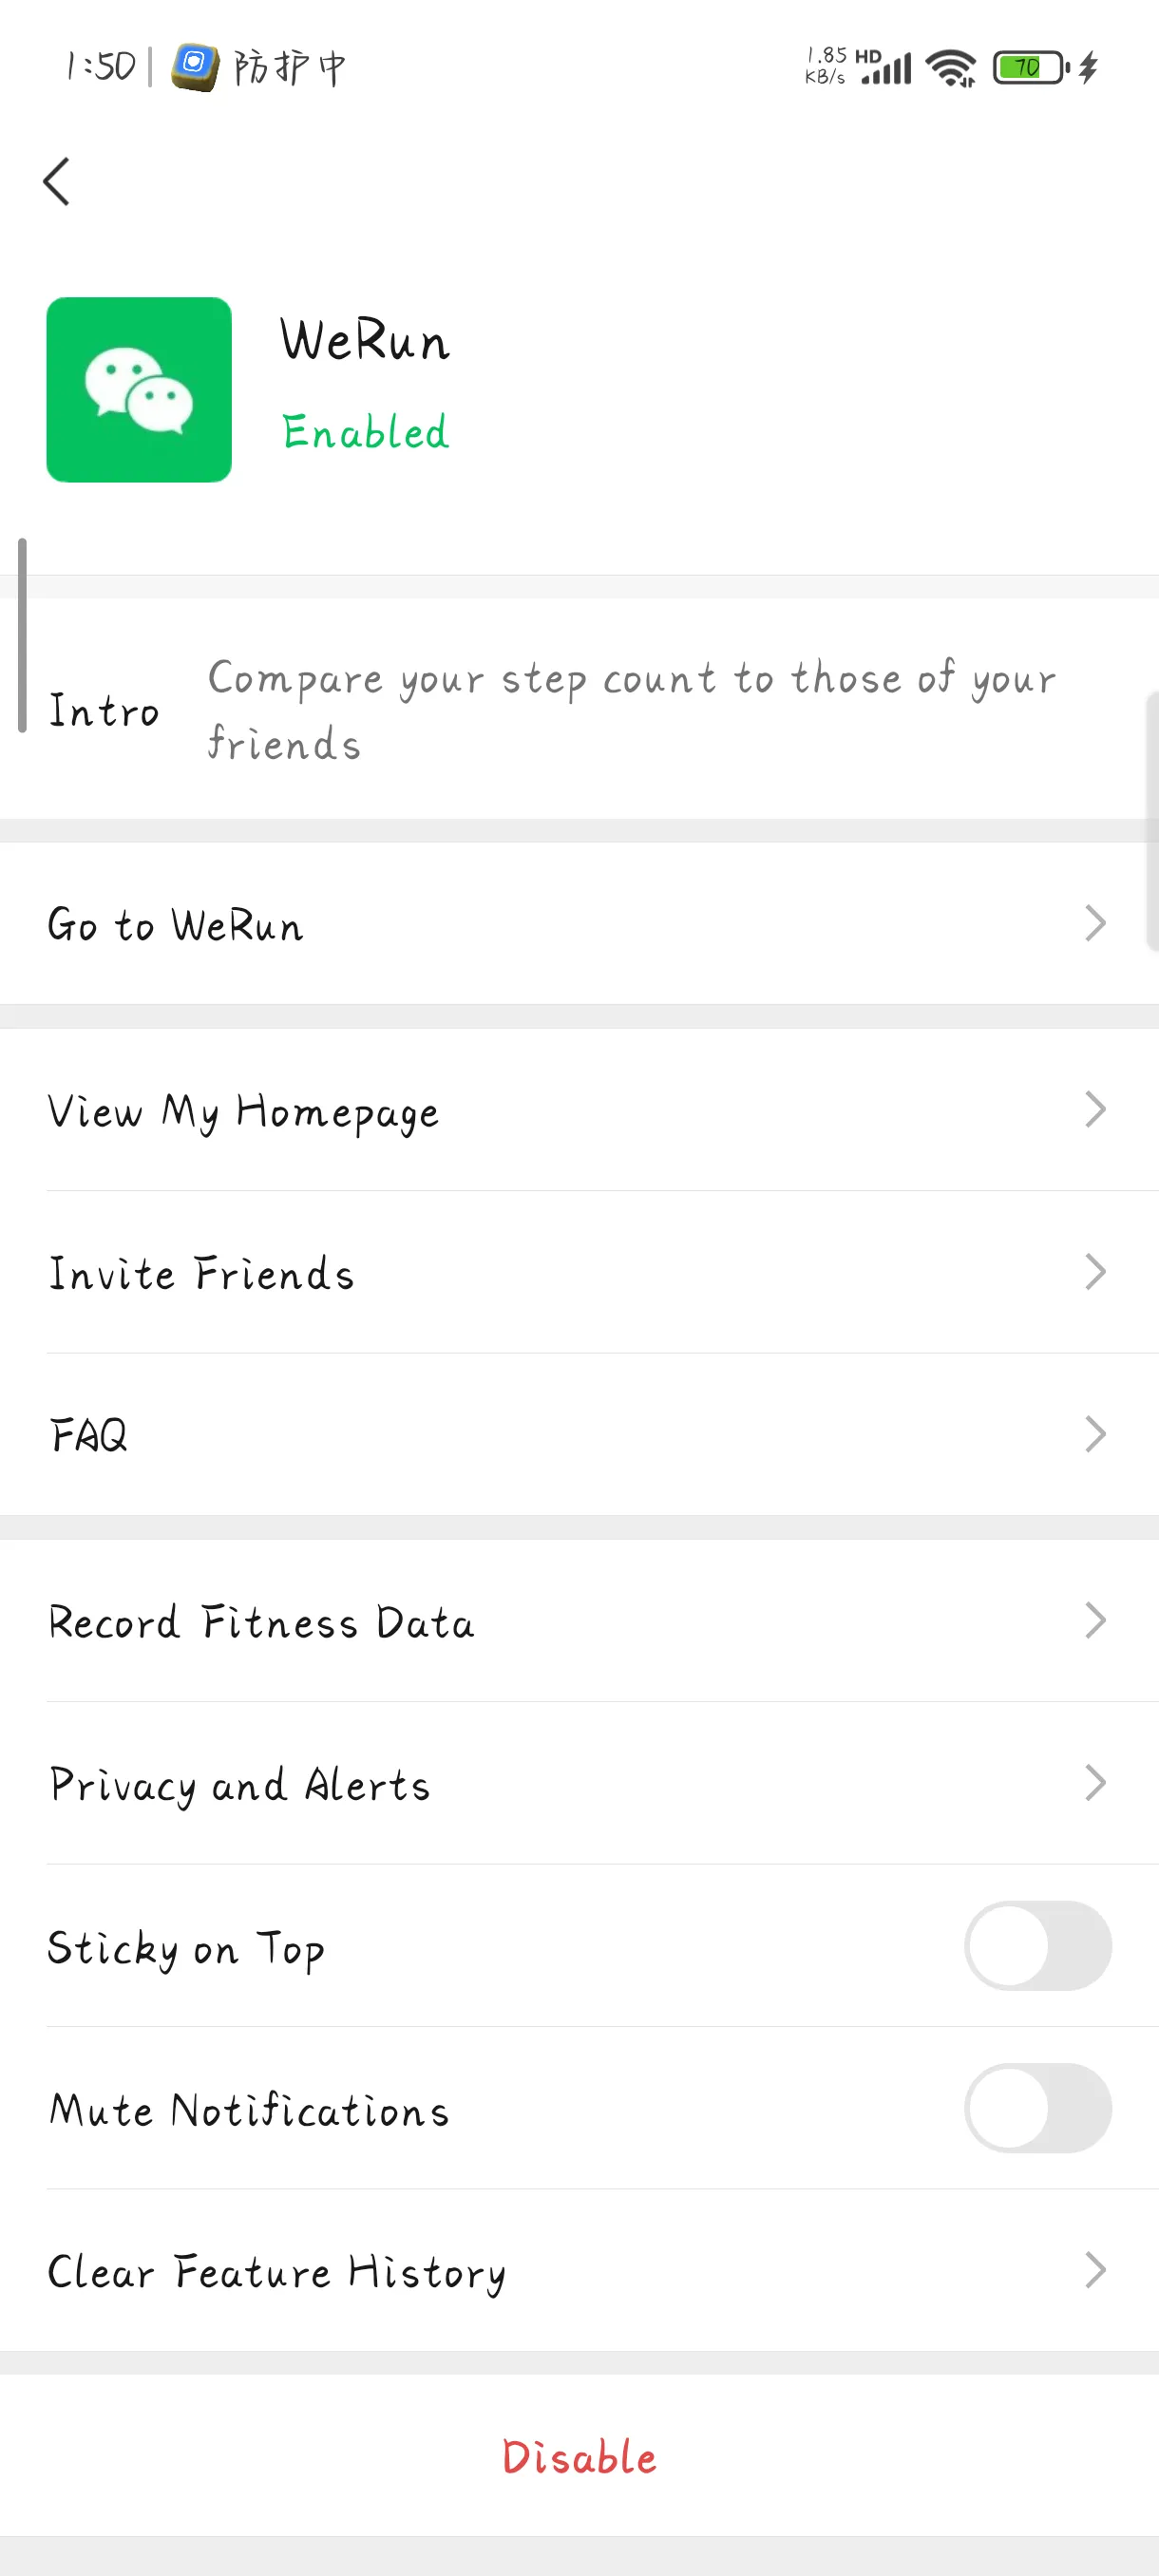 1:50 防护中 1.85 KB/s HD 70
WeRun
Enabled
Intro
Compare your step count to those of your
friends
Go to WeRun
View My Homepage
Invite Friends
FAQ
Record Fitness Data
Privacy and Alerts
Sticky on Top
Mute Notifications
Clear Feature History
Disable